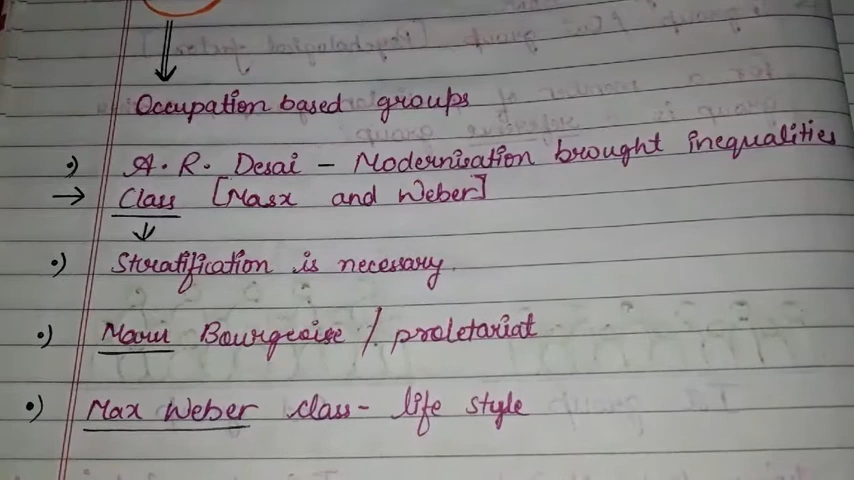 Occupation based groups
•) A. R. Desai – Modernisation brought inequalities
→ Class [Marx and Weber]
↓
•) Stratification is necessary.
•) Bourgeoise / proletariat
•) Max Weber class – life style